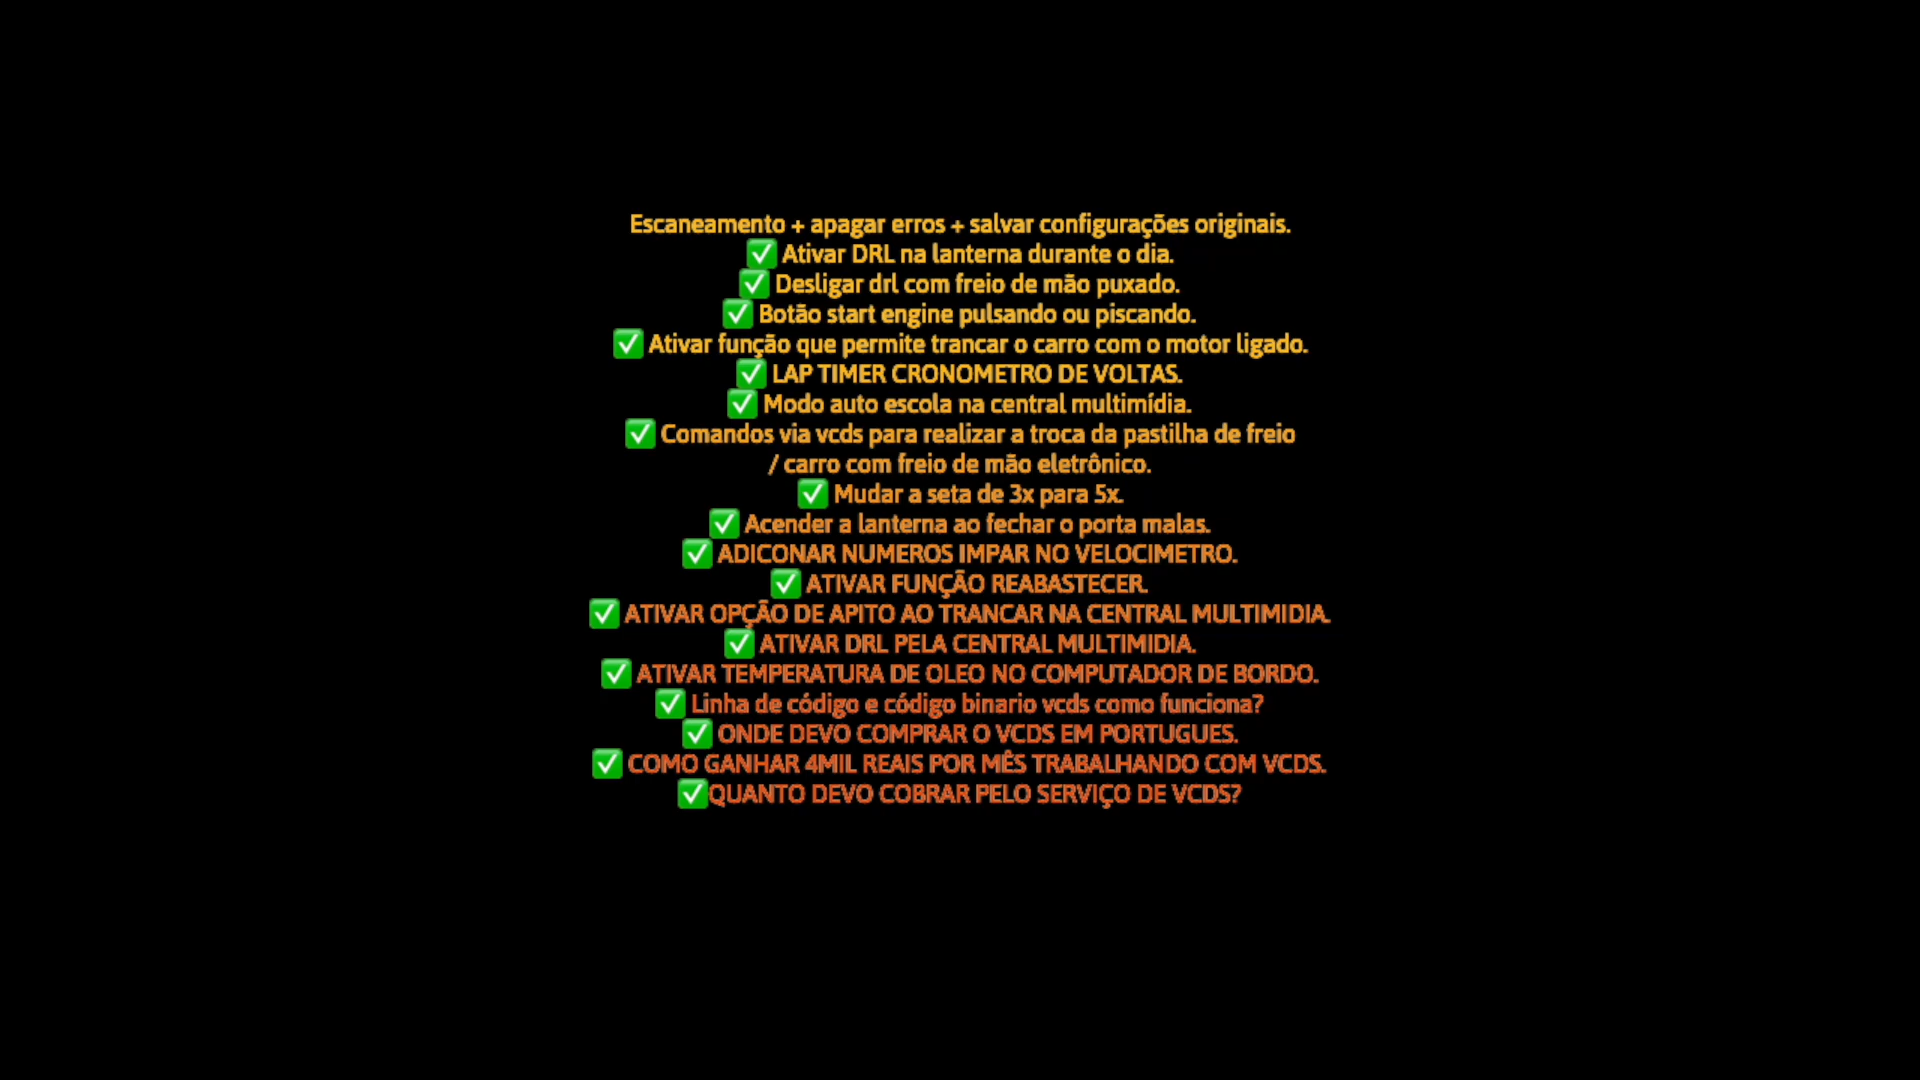 Escaneamento + apagar erros + salvar configurações originais.
✅ Ativar DRL na lanterna durante o dia.
✅ Desligar drl com freio de mão puxado.
✅ Botão start engine pulsando ou piscando.
✅ Ativar função que permite trancar o carro com o motor ligado.
✅ LAP TIMER CRONOMETRO DE VOLTAS.
✅ Modo auto escola na central multimídia.
✅ Comandos via vcds para realizar a troca da pastilha de freio
/ carro com freio de mão eletrônico.
✅ Mudar a seta de 3x para 5x.
✅ Acender a lanterna ao fechar o porta malas.
✅ ADICONAR NUMEROS IMPAR NO VELOCIMETRO.
✅ ATIVAR FUNÇÃO REABASTECER.
✅ ATIVAR OPÇÃO DE APITO AO TRANCAR NA CENTRAL MULTIMIDIA.
✅ ATIVAR DRL PELA CENTRAL MULTIMIDIA.
✅ ATIVAR TEMPERATURA DE OLEO NO COMPUTADOR DE BORDO.
✅ Linha de código e código binario vcds como funciona?
✅ ONDE DEVO COMPRAR O VCDS EM PORTUGUES.
✅ COMO GANHAR 4MIL REAIS POR MÊS TRABALHANDO COM VCDS.
✅QUANTO DEVO COBRAR PELO SERVIÇO DE VCDS?